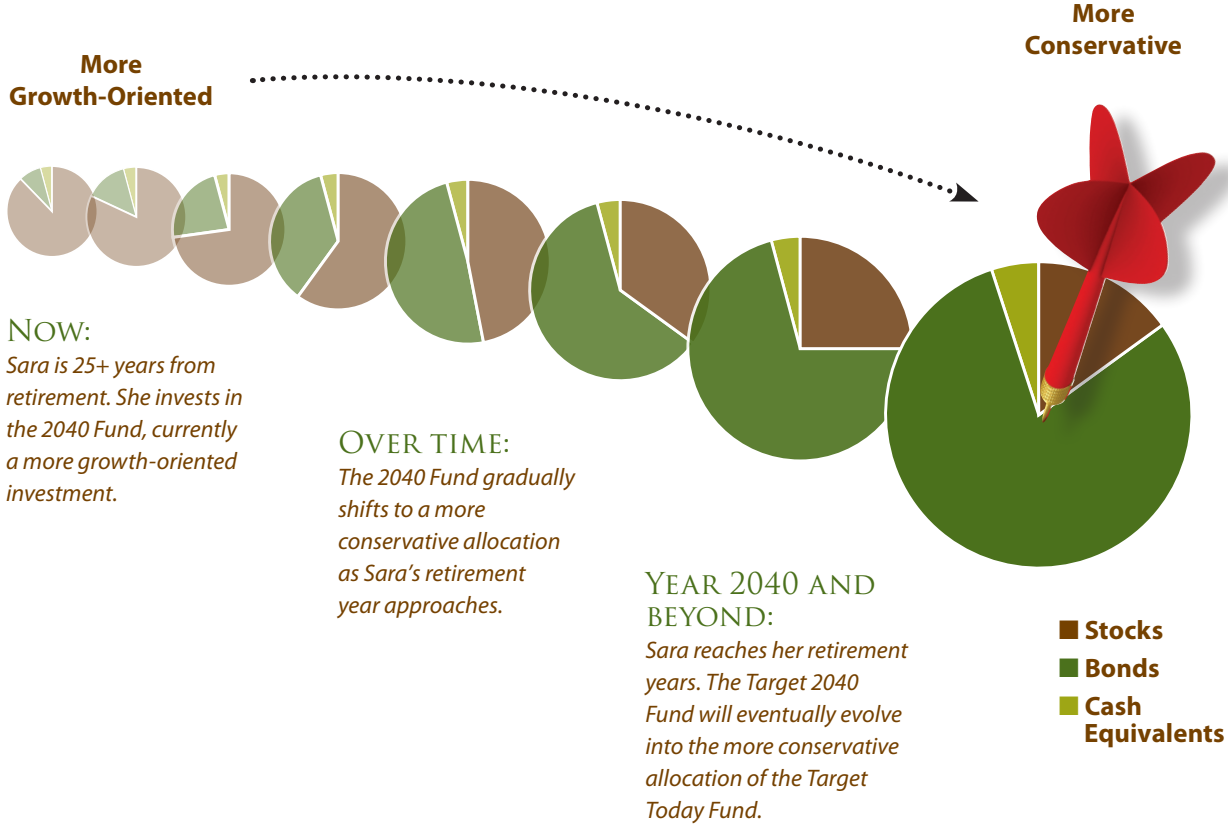 More
Growth-Oriented
More
Conservative
Now:
Sara is 25+ years from
retirement. She invests in
the 2040 Fund, currently
a more growth-oriented
investment.
Over time:
The 2040 Fund gradually
shifts to a more
conservative allocation
as Sara's retirement
year approaches.
Year 2040 and
beyond:
Sara reaches her retirement
years. The Target 2040
Fund will eventually evolve
into the more conservative
allocation of the Target
Today Fund.
Stocks
Bonds
Cash
Equivalents